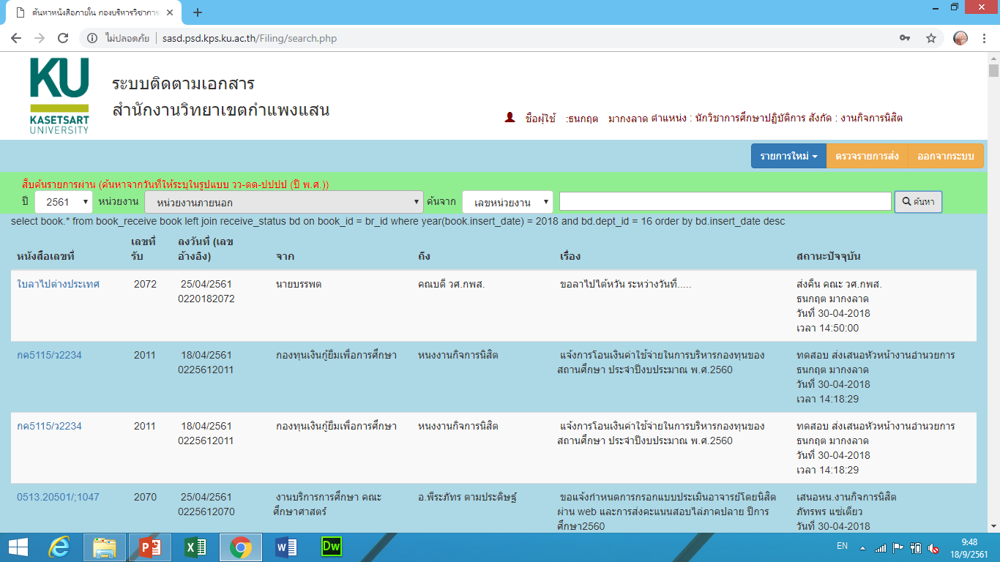 ค้นหาหนังสือภายใน กองบริหารวิชาการ
ไม่ปลอดภัย sasd.psd.kps.ku.ac.th/Filing/search.php
KU
KASETSART
UNIVERSITY
ระบบติดตามเอกสาร
สำนักงานวิทยาเขตกำแพงแสน
ชื่อผู้ใช้ :ธนกฤต มากงลาด ตำแหน่ง : นักวิชาการศึกษาปฏิบัติการ สังกัด : งานกิจการนิสิต
รายการใหม่ ตรวจรายการส่ง ออกจากระบบ
สืบค้นรายการผ่าน (ค้นหาจากวันที่ให้ระบุในรูปแบบ วว-ดด-ปปปป (ปี พ.ศ.))
ปี 2561 หน่วยงาน หน่วยงานภายนอก ค้นจาก เลขหน่วยงาน ค้นหา
select book.* from book_receive book left join receive_status bd on book_id = br_id where year(book.insert_date) = 2018 and bd.dept_id = 16 order by bd.insert_date desc
หนังสือเลขที่ เลขที่รับ ลงวันที่ (เลขอ้างอิง) จาก ถึง เรื่อง สถานะปัจจุบัน
ใบลาไปต่างประเทศ 2072 25/04/2561 นายบรรพต คณบดี วศ.กพส. ขอลาไปไต้หวัน ระหว่างวันที่..... ส่งคืน คณะ วศ.กพส.
0220182072 ธนกฤต มากงลาด
วันที่ 30-04-2018
เวลา 14:50:00
กค5115/ว2234 2011 18/04/2561 กองทุนเงินกู้ยืมเพื่อการศึกษา หนงงานกิจการนิสิต แจ้งการโอนเงินค่าใช้จ่ายในการบริหารกองทุนของ ทดสอบ ส่งเสนอหัวหน้างานอำนวยการ
0225612011 สถานศึกษา ประจำปีงบประมาณ พ.ศ.2560 ธนกฤต มากงลาด
วันที่ 30-04-2018
เวลา 14:18:29
กค5115/ว2234 2011 18/04/2561 กองทุนเงินกู้ยืมเพื่อการศึกษา หนงงานกิจการนิสิต แจ้งการโอนเงินค่าใช้จ่ายในการบริหารกองทุนของ ทดสอบ ส่งเสนอหัวหน้างานอำนวยการ
0225612011 สถานศึกษา ประจำปีงบประมาณ พ.ศ.2560 ธนกฤต มากงลาด
วันที่ 30-04-2018
เวลา 14:18:29
0513.20501/;1047 2070 25/04/2561 งานบริการการศึกษา คณะ อ.พีระภัทร ตามประดิษฐ์ ขอแจ้งกำหนดการกรอกแบบประเมินอาจารย์โดยนิสิต เสนอหน.งานกิจการนิสิต
0225612070 ศึกษาศาสตร์ ผ่าน web และการส่งคะแนนสอบไล่ภาคปลาย ปีการ ภัทรพร แซ่เตียว
ศึกษา2560 วันที่ 30-04-2018
EN 9:48
18/9/2561